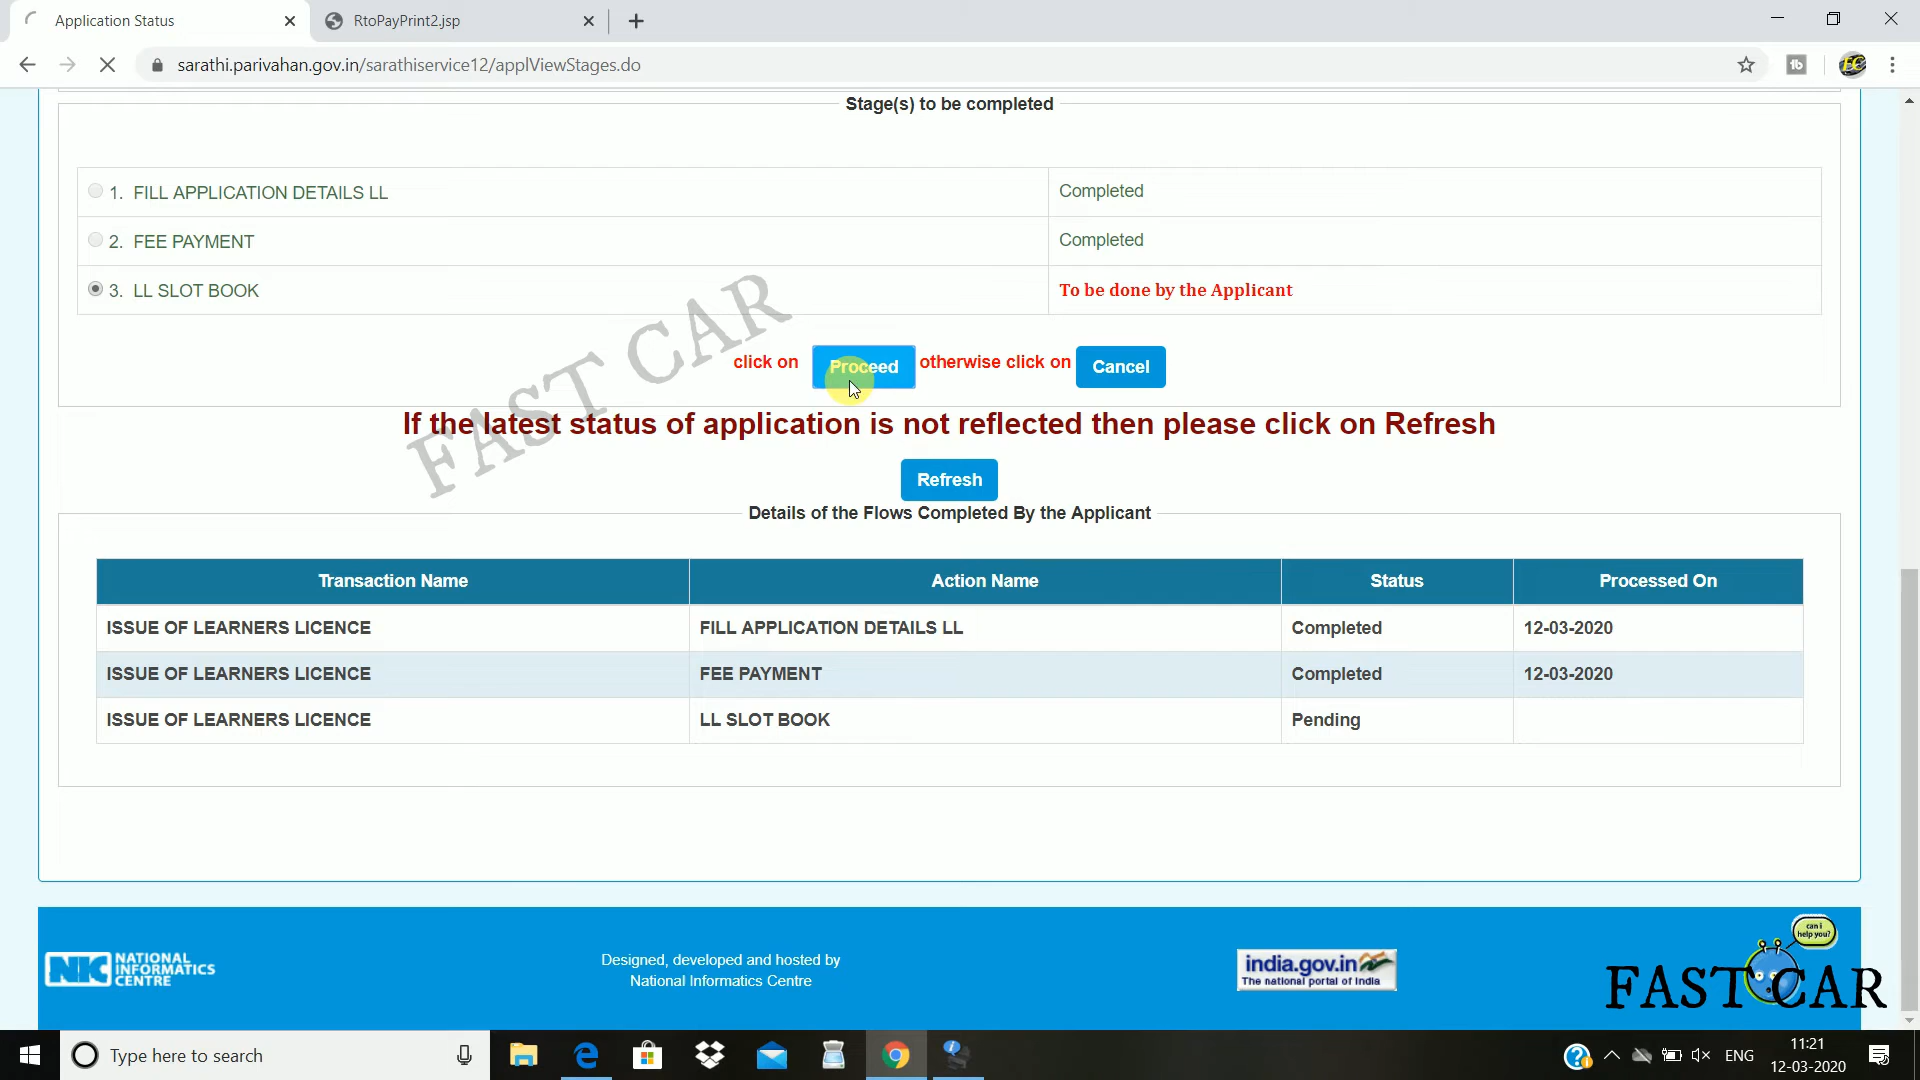 Application Status
RtoPayPrint2.jsp
sarathi.parivahan.gov.in/sarathiservice12/applViewStages.do
Stage(s) to be completed
1. FILL APPLICATION DETAILS LL
Completed
2. FEE PAYMENT
Completed
3. LL SLOT BOOK
To be done by the Applicant
click on Proceed otherwise click on Cancel
FAST CAR
If the latest status of application is not reflected then please click on Refresh
Refresh
Details of the Flows Completed By the Applicant
Transaction Name Action Name Status Processed On
ISSUE OF LEARNERS LICENCE FILL APPLICATION DETAILS LL Completed 12-03-2020
ISSUE OF LEARNERS LICENCE FEE PAYMENT Completed 12-03-2020
ISSUE OF LEARNERS LICENCE LL SLOT BOOK Pending
NIC NATIONAL
INFORMATICS
CENTRE
Designed, developed and hosted by
National Informatics Centre
india.gov.in
The national portal of India
can i
help you?
FAST CAR
Type here to search
ENG
11:21
12-03-2020